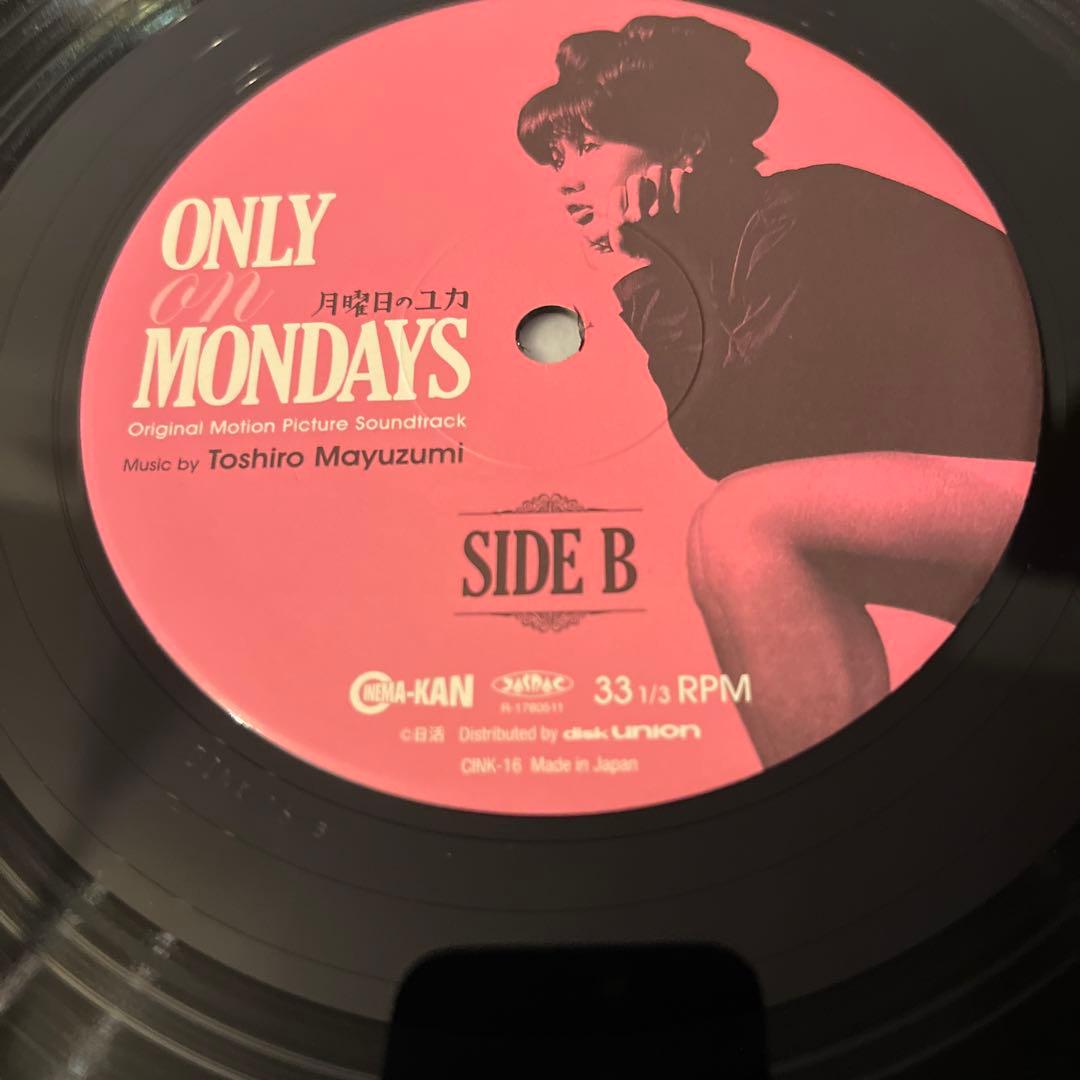 ONLY
on
月曜日のユカ
MONDAYS
Original Motion Picture Soundtrack
Music by Toshiro Mayuzumi
SIDE B
CINEMA-KAN JASRAC 33 1/3 RPM
R-1780511
©日活 Distributed by disk union
CINK-16 Made in Japan